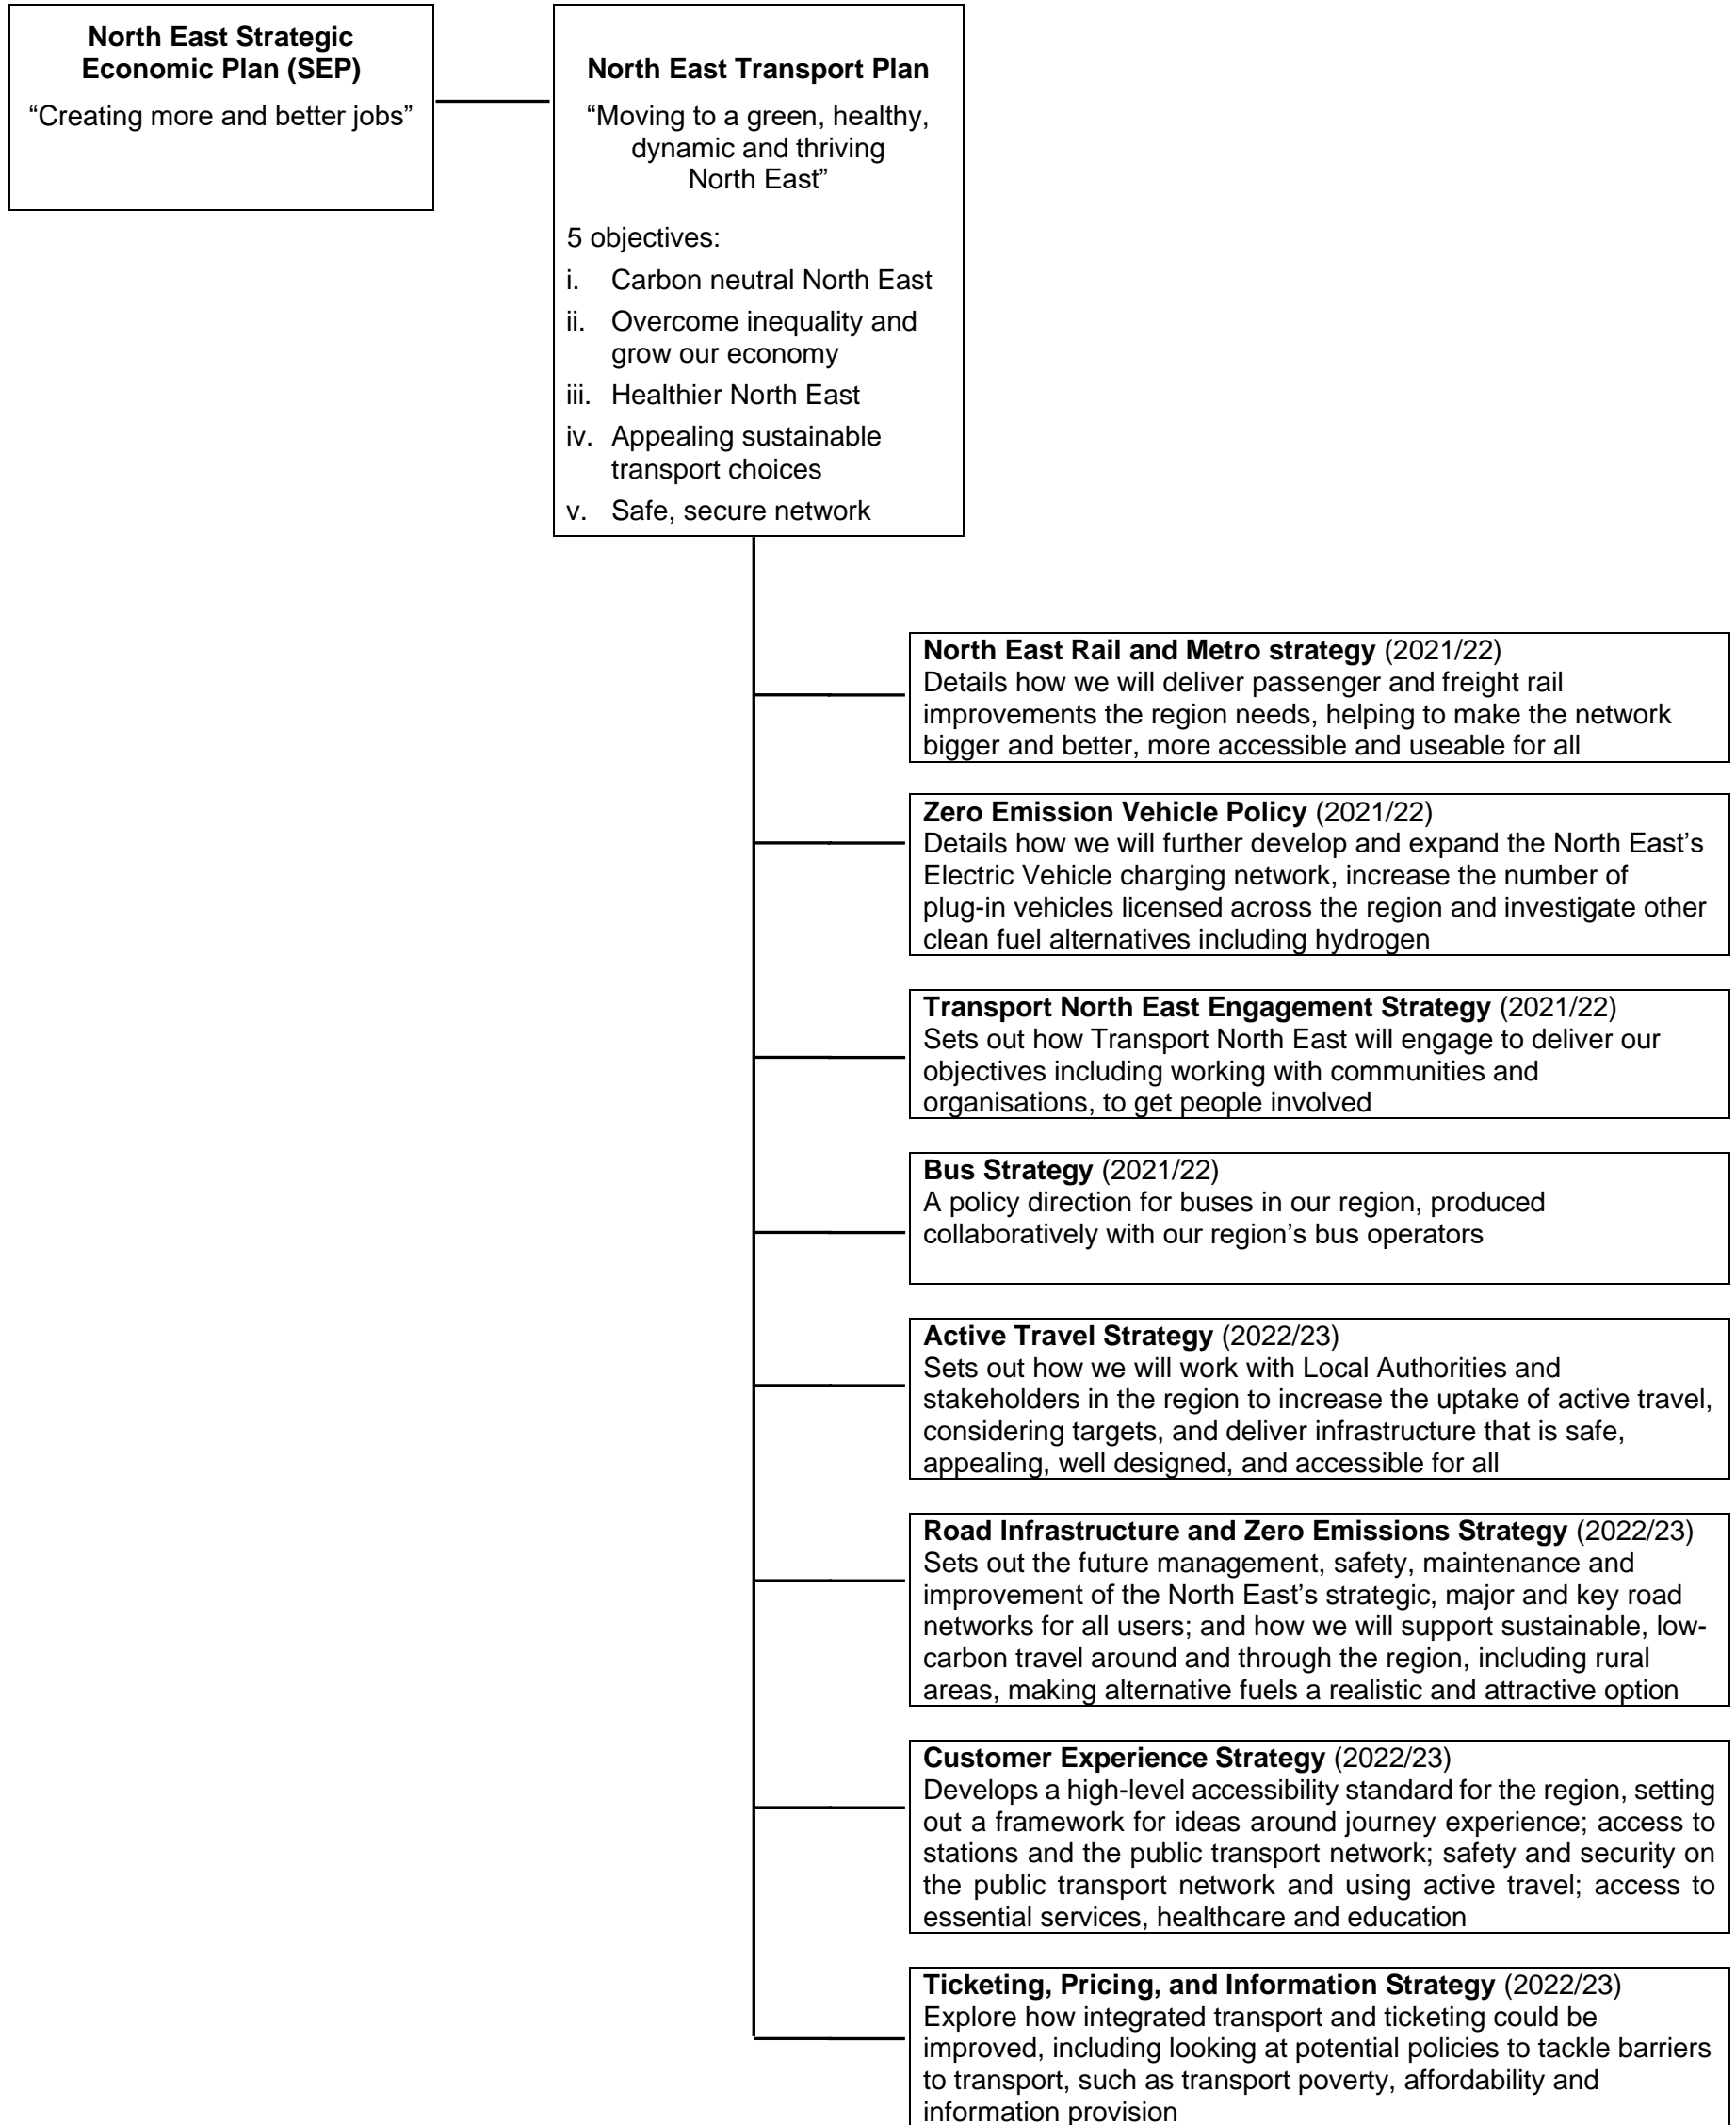 North East Strategic
Economic Plan (SEP)
“Creating more and better jobs”
North East Transport Plan
“Moving to a green, healthy,
dynamic and thriving
North East”
5 objectives:
i. Carbon neutral North East
ii. Overcome inequality and
grow our economy
iii. Healthier North East
iv. Appealing sustainable
transport choices
v. Safe, secure network
North East Rail and Metro strategy (2021/22)
Details how we will deliver passenger and freight rail
improvements the region needs, helping to make the network
bigger and better, more accessible and useable for all
Zero Emission Vehicle Policy (2021/22)
Details how we will further develop and expand the North East’s
Electric Vehicle charging network, increase the number of
plug-in vehicles licensed across the region and investigate other
clean fuel alternatives including hydrogen
Transport North East Engagement Strategy (2021/22)
Sets out how Transport North East will engage to deliver our
objectives including working with communities and
organisations, to get people involved
Bus Strategy (2021/22)
A policy direction for buses in our region, produced
collaboratively with our region’s bus operators
Active Travel Strategy (2022/23)
Sets out how we will work with Local Authorities and
stakeholders in the region to increase the uptake of active travel,
considering targets, and deliver infrastructure that is safe,
appealing, well designed, and accessible for all
Road Infrastructure and Zero Emissions Strategy (2022/23)
Sets out the future management, safety, maintenance and
improvement of the North East’s strategic, major and key road
networks for all users; and how we will support sustainable, low-
carbon travel around and through the region, including rural
areas, making alternative fuels a realistic and attractive option
Customer Experience Strategy (2022/23)
Develops a high-level accessibility standard for the region, setting
out a framework for ideas around journey experience; access to
stations and the public transport network; safety and security on
the public transport network and using active travel; access to
essential services, healthcare and education
Ticketing, Pricing, and Information Strategy (2022/23)
Explore how integrated transport and ticketing could be
improved, including looking at potential policies to tackle barriers
to transport, such as transport poverty, affordability and
information provision